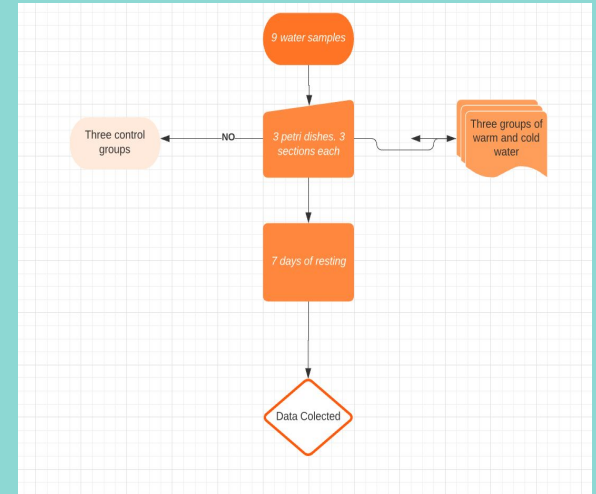 9 water samples
Three control
groups
NO
3 petri dishes. 3
sections each
Three groups of
warm and cold
water
7 days of resting
Data Colected